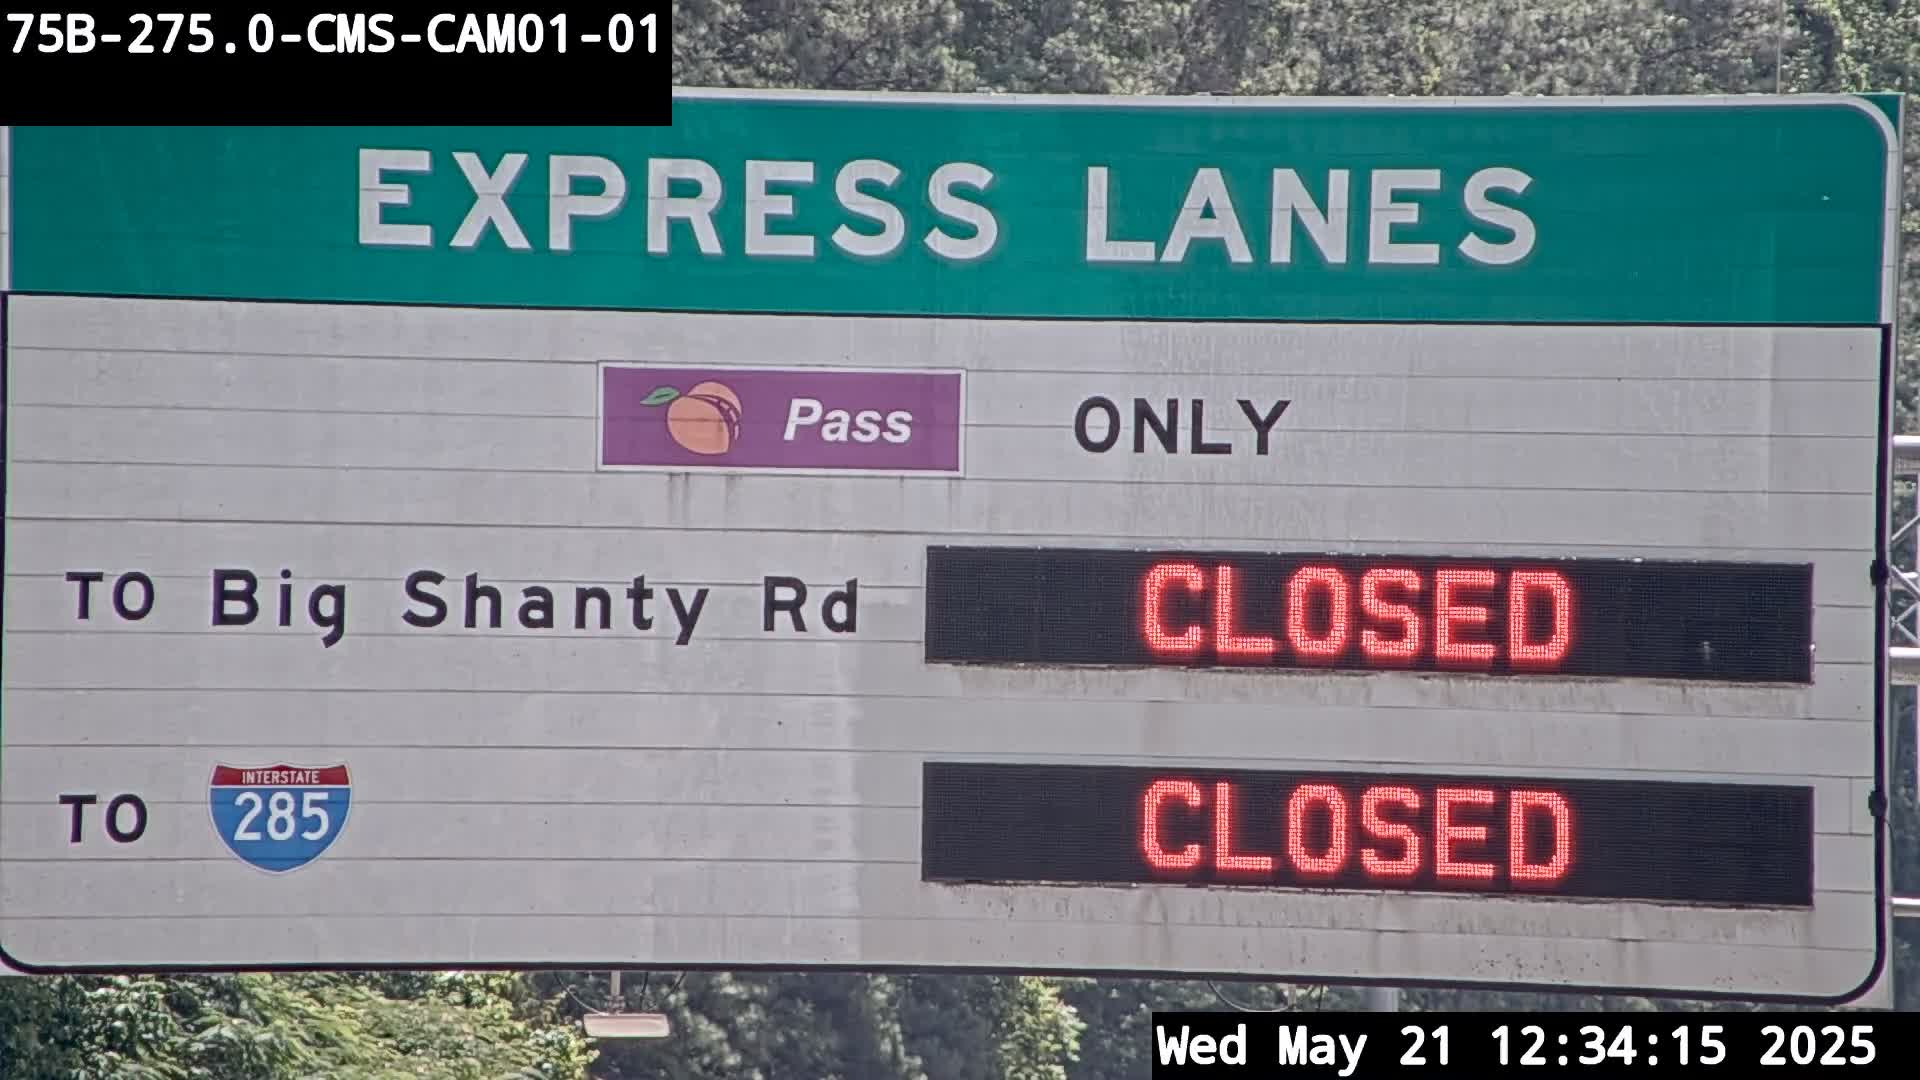 75B-275.0-CMS-CAM01-01
EXPRESS LANES
Pass ONLY
TO Big Shanty Rd CLOSED
TO INTERSTATE 285 CLOSED
Wed May 21 12:34:15 2025